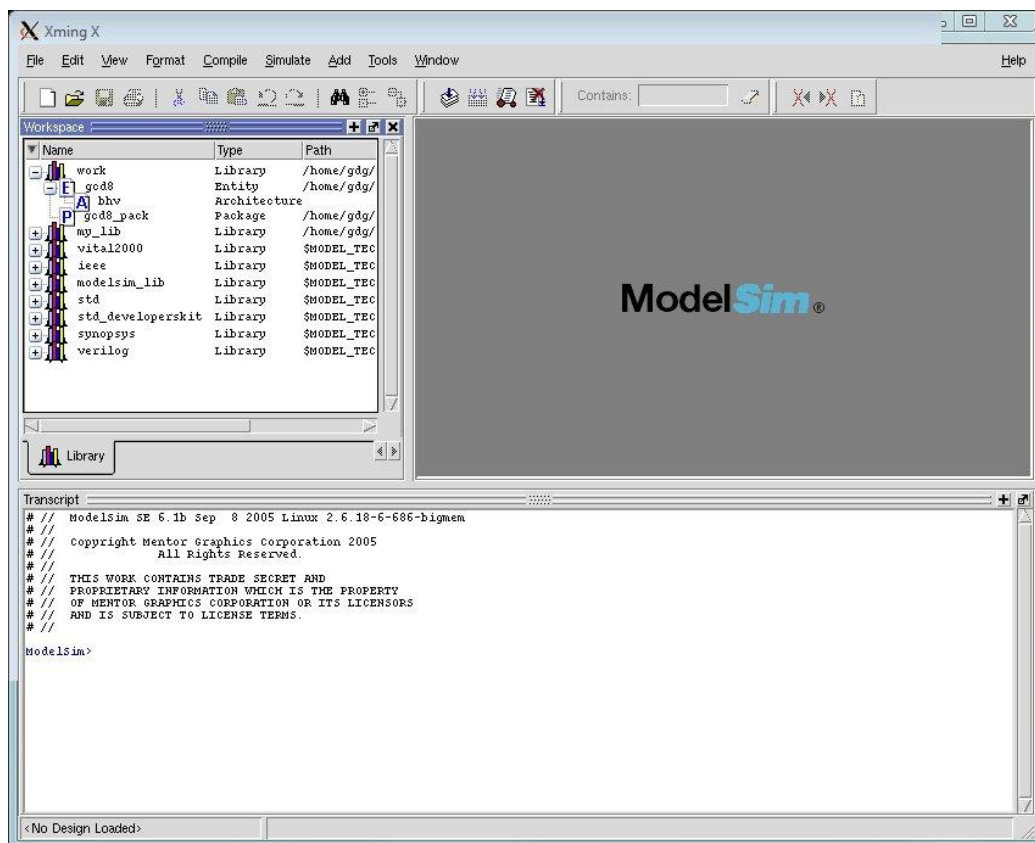 Xming X
File Edit View Format Compile Simulate Add Tools Window Help
Contains:
Workspace
Name Type Path
work Library /home/gdg/
E gcd8 Entity /home/gdg/
A bhv Architecture
P gcd8_pack Package /home/gdg/
my_lib Library /home/gdg/
vital2000 Library $MODEL_TEC
ieee Library $MODEL_TEC
modelsim_lib Library $MODEL_TEC
std Library $MODEL_TEC
std_developerskit Library $MODEL_TEC
synopsys Library $MODEL_TEC
verilog Library $MODEL_TEC
Library
ModelSim ®
Transcript
# // ModelSim SE 6.1b Sep 8 2005 Linux 2.6.18-6-686-bigmem
# //
# // Copyright Mentor Graphics Corporation 2005
# // All Rights Reserved.
# //
# // THIS WORK CONTAINS TRADE SECRET AND
# // PROPRIETARY INFORMATION WHICH IS THE PROPERTY
# // OF MENTOR GRAPHICS CORPORATION OR ITS LICENSORS
# // AND IS SUBJECT TO LICENSE TERMS.
# //
ModelSim>
<No Design Loaded>